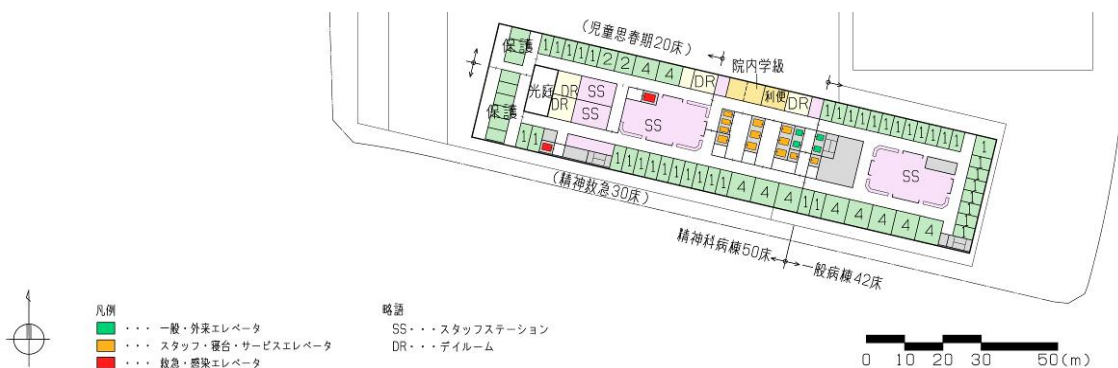 (児童思春期20床)
院内学級
保護
1 1 1 1 1 2 2 4 4
DR
利便
DR
1 1 1 1 1 1 1 1 1 1 1 1
光庭
DR
SS
DR
SS
SS
SS
1
保護
1 1
1 1 1 1 1 1 1 1 1 1 4 4 4 1 1 4 4 4 4 4
(精神救急30床)
精神科病棟50床
一般病棟42床
凡例
・・・ 一般・外来エレベータ
・・・ スタッフ・寝台・サービスエレベータ
・・・ 救急・感染エレベータ
略語
SS・・・スタッフステーション
DR・・・デイルーム
0 10 20 30 50(m)